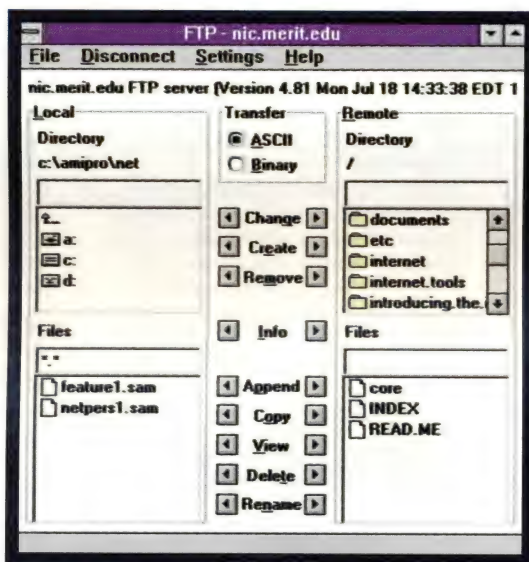 FTP - nic.merit.edu
File Disconnect Settings Help
nic.merit.edu FTP server (Version 4.81 Mon Jul 18 14:33:38 EDT 1
Local
Directory
c:\amipro\net
a:
c:
d:
Files
*.*
feature1.sam
netpers1.sam
Transfer
ASCII
Binary
Change
Create
Remove
Info
Append
Copy
View
Delete
Rename
Remote
Directory
/
documents
etc
internet
internet.tools
introducing.the.
Files
core
INDEX
READ.ME